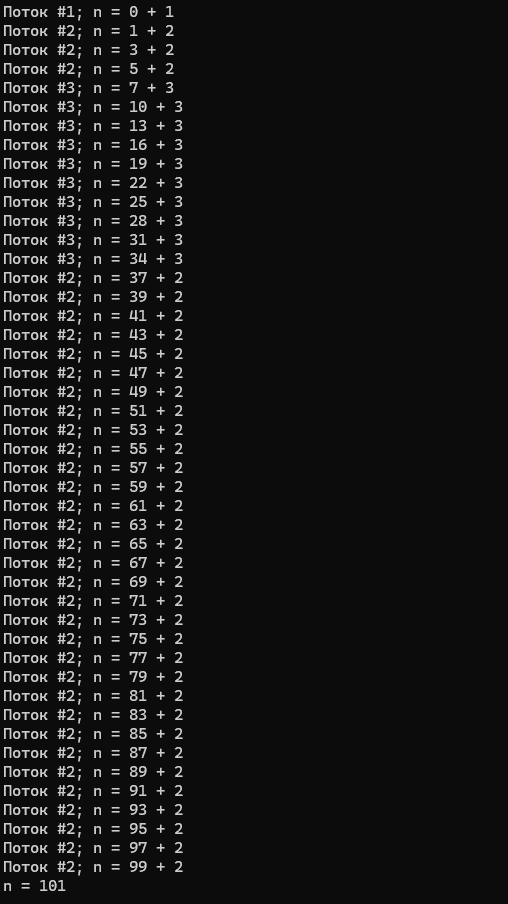 Поток #1; n = 0 + 1
Поток #2; n = 1 + 2
Поток #2; n = 3 + 2
Поток #2; n = 5 + 2
Поток #3; n = 7 + 3
Поток #3; n = 10 + 3
Поток #3; n = 13 + 3
Поток #3; n = 16 + 3
Поток #3; n = 19 + 3
Поток #3; n = 22 + 3
Поток #3; n = 25 + 3
Поток #3; n = 28 + 3
Поток #3; n = 31 + 3
Поток #3; n = 34 + 3
Поток #2; n = 37 + 2
Поток #2; n = 39 + 2
Поток #2; n = 41 + 2
Поток #2; n = 43 + 2
Поток #2; n = 45 + 2
Поток #2; n = 47 + 2
Поток #2; n = 49 + 2
Поток #2; n = 51 + 2
Поток #2; n = 53 + 2
Поток #2; n = 55 + 2
Поток #2; n = 57 + 2
Поток #2; n = 59 + 2
Поток #2; n = 61 + 2
Поток #2; n = 63 + 2
Поток #2; n = 65 + 2
Поток #2; n = 67 + 2
Поток #2; n = 69 + 2
Поток #2; n = 71 + 2
Поток #2; n = 73 + 2
Поток #2; n = 75 + 2
Поток #2; n = 77 + 2
Поток #2; n = 79 + 2
Поток #2; n = 81 + 2
Поток #2; n = 83 + 2
Поток #2; n = 85 + 2
Поток #2; n = 87 + 2
Поток #2; n = 89 + 2
Поток #2; n = 91 + 2
Поток #2; n = 93 + 2
Поток #2; n = 95 + 2
Поток #2; n = 97 + 2
Поток #2; n = 99 + 2
n = 101